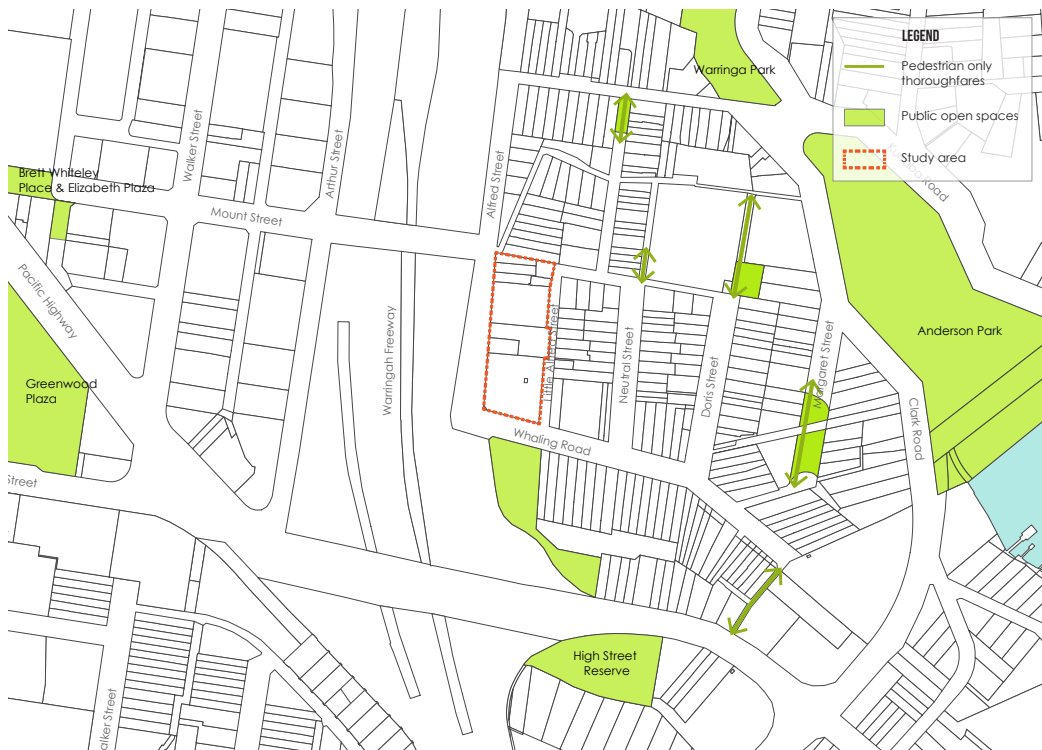 LEGEND
Pedestrian only
thoroughfares
Public open spaces
Study area
Warringa Park
Road
Brett Whiteley
Place & Elizabeth Plaza
Walker Street
Arthur Street
Alfred Street
Mount Street
Pacific Highway
Warringah Freeway
Little Alfred Street
Neutral Street
Doris Street
Margaret Street
Anderson Park
Greenwood
Plaza
Clark Road
Whaling Road
Street
High Street
Reserve
alker Street